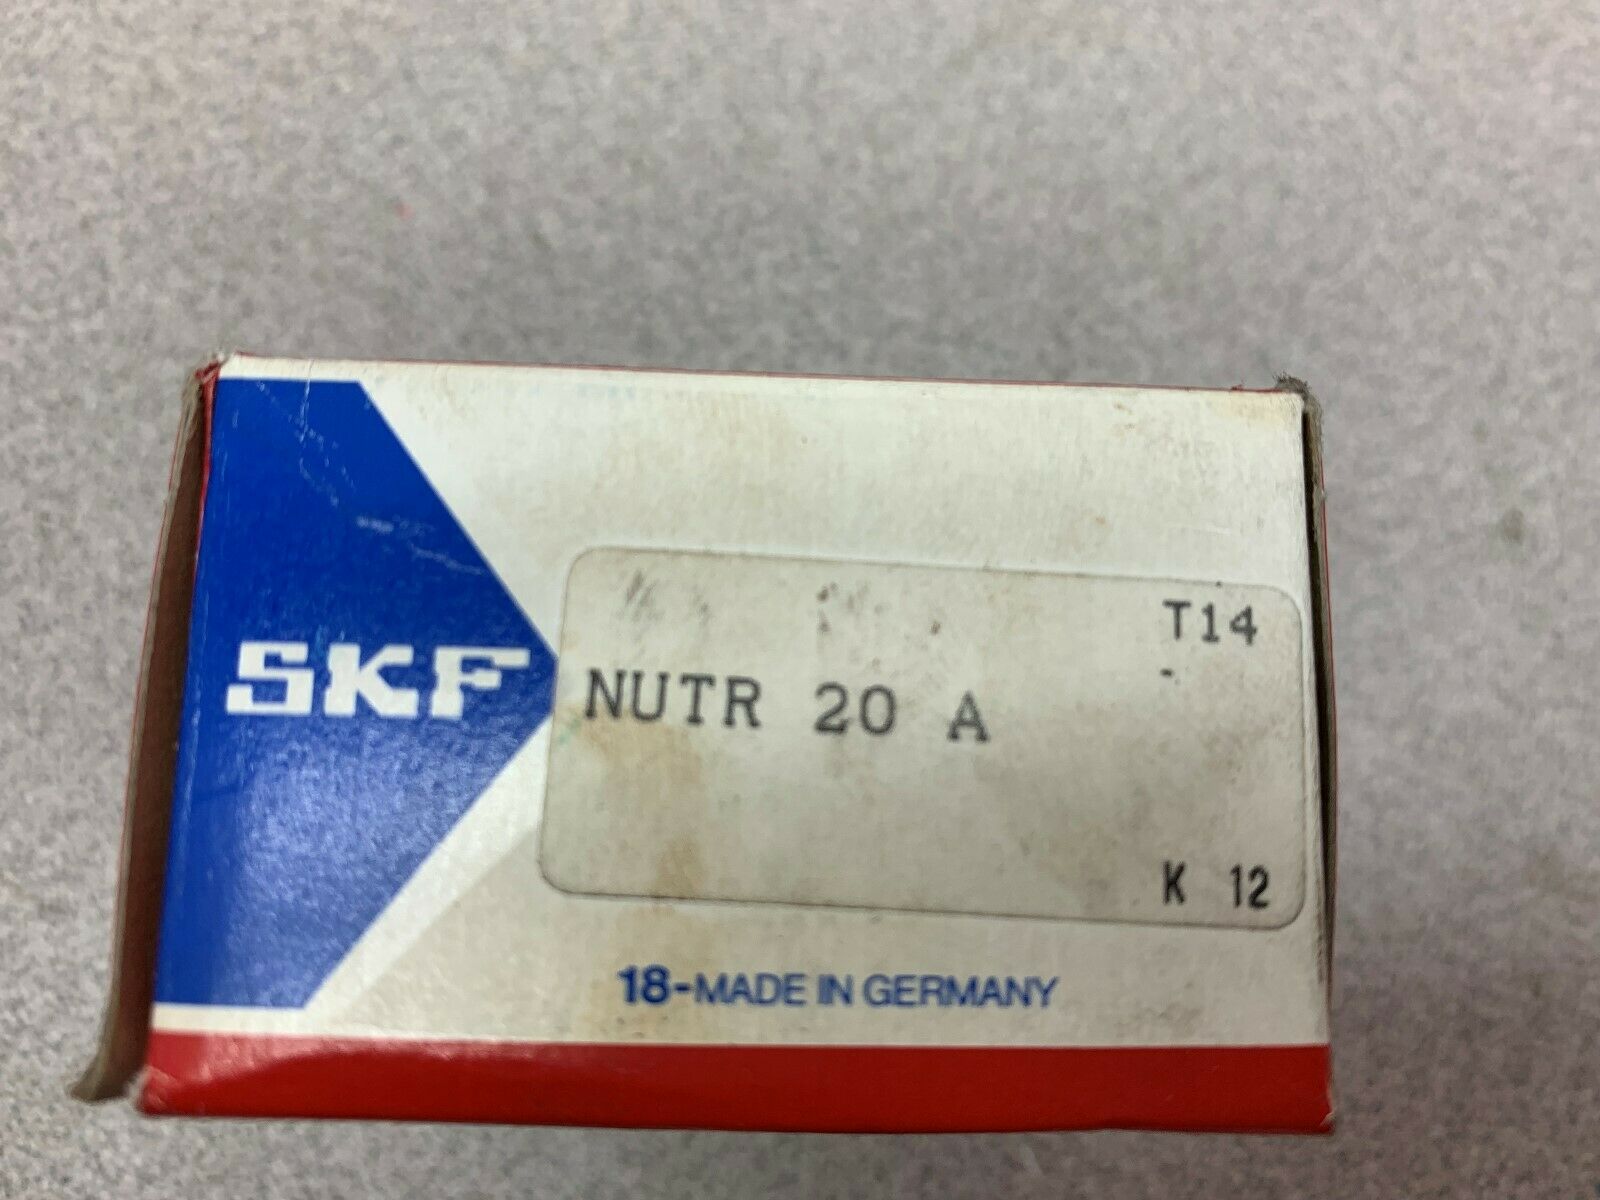 SKF
T14
-
NUTR 20 A
K 12
18-MADE IN GERMANY